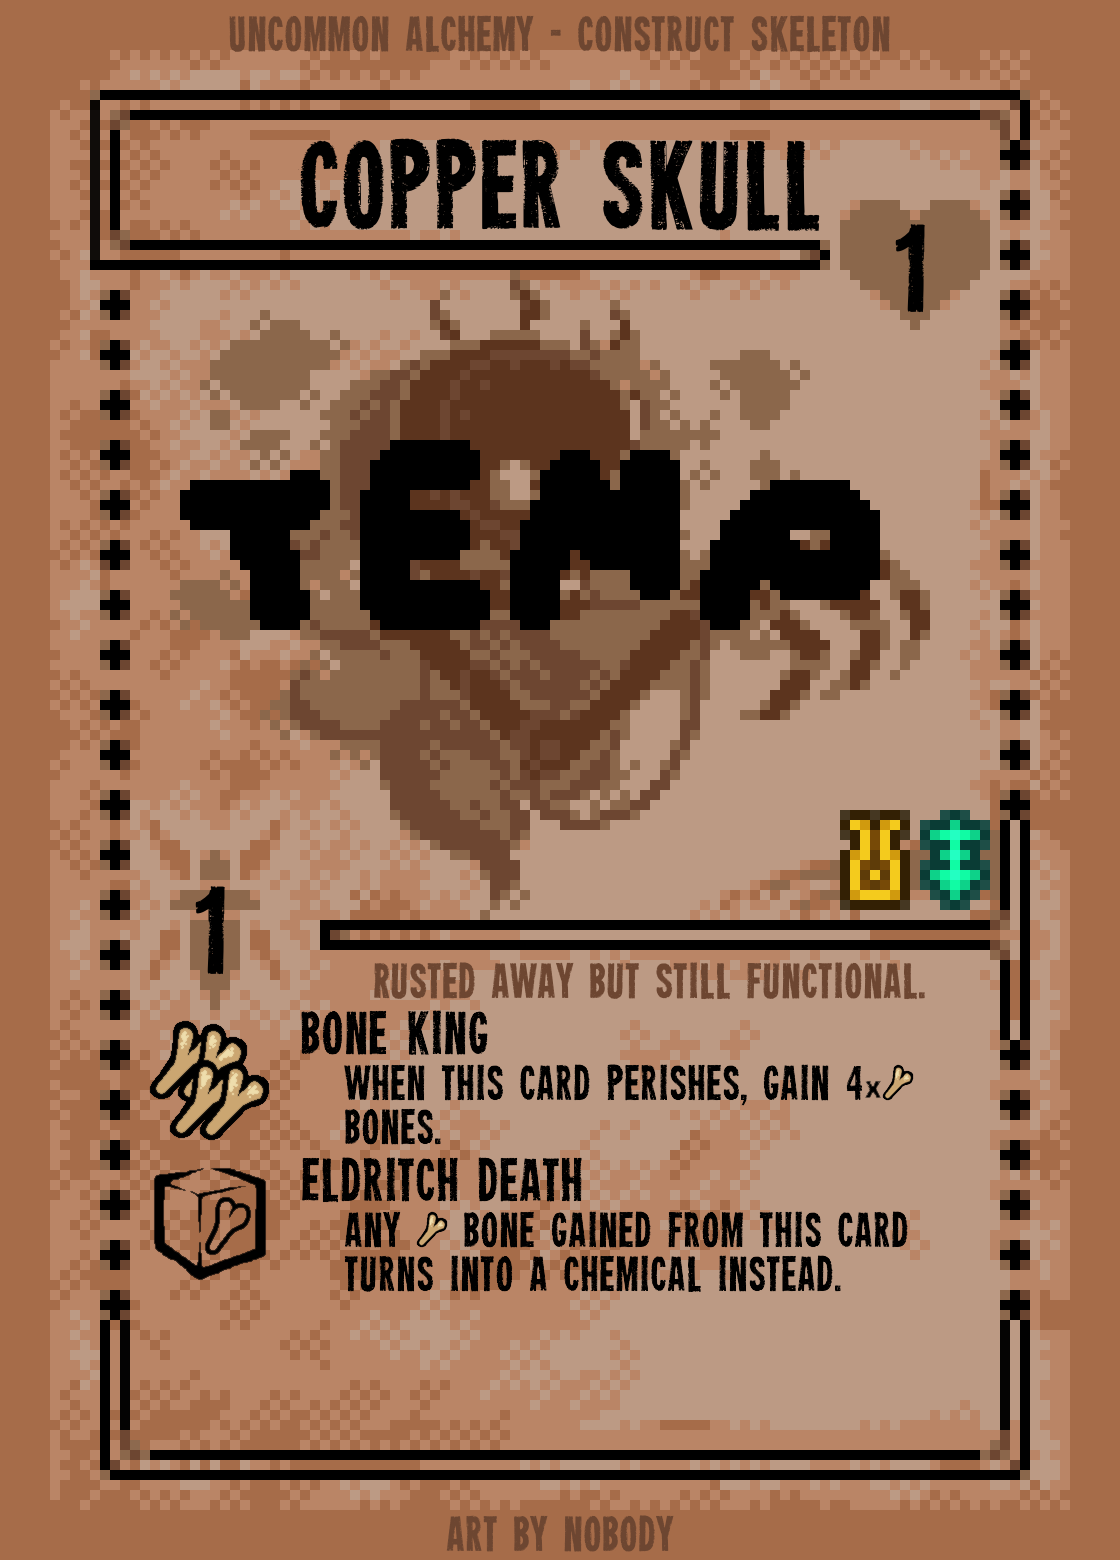 UNCOMMON ALCHEMY - CONSTRUCT SKELETON
COPPER SKULL
1
TEMP
1
RUSTED AWAY BUT STILL FUNCTIONAL.
BONE KING
WHEN THIS CARD PERISHES, GAIN 4x
BONES.
ELDRITCH DEATH
ANY BONE GAINED FROM THIS CARD
TURNS INTO A CHEMICAL INSTEAD.
ART BY NOBODY